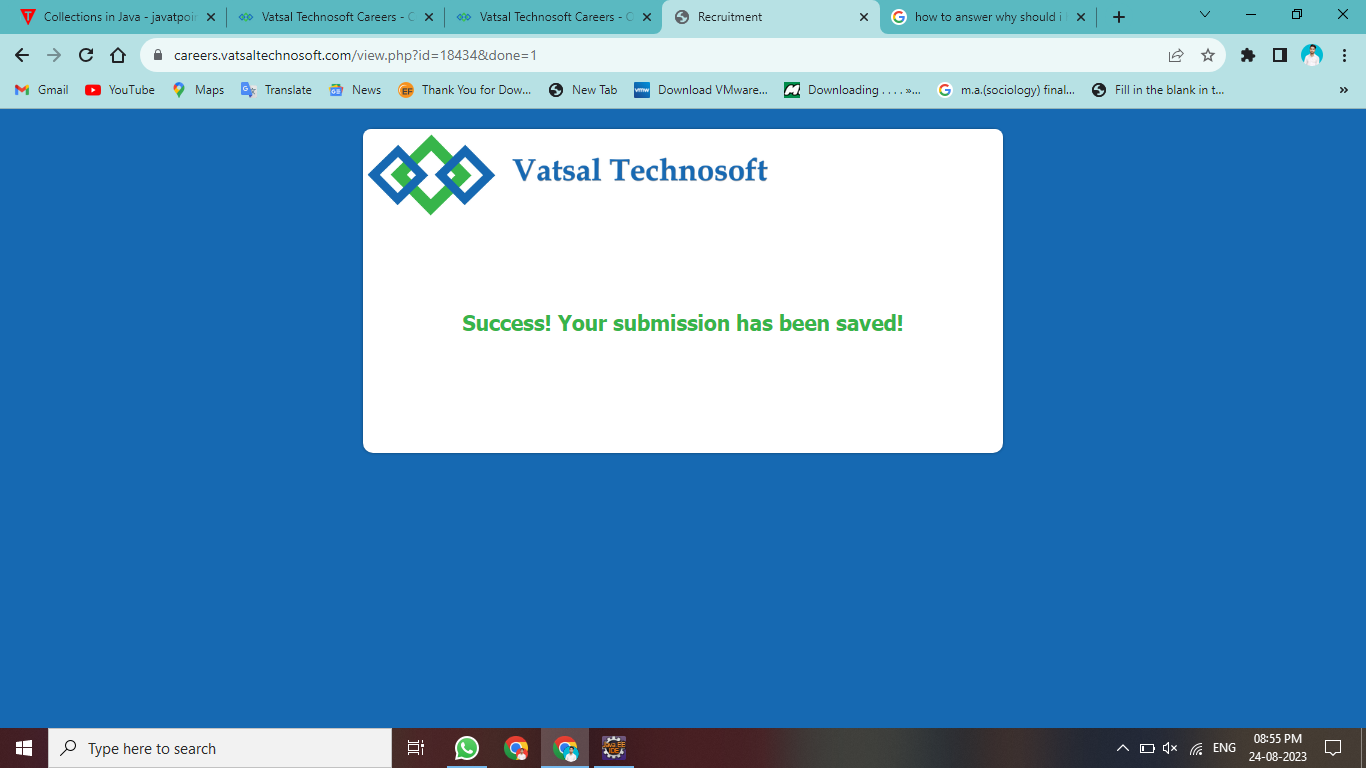 Collections in Java - javatpoi
Vatsal Technosoft Careers - C
Vatsal Technosoft Careers - C
Recruitment
how to answer why should i
careers.vatsaltechnosoft.com/view.php?id=18434&done=1
Gmail
YouTube
Maps
Translate
News
Thank You for Dow...
New Tab
Download VMware...
Downloading . . . . »...
m.a.(sociology) final...
Fill in the blank in t...
»
Vatsal Technosoft
Success! Your submission has been saved!
Type here to search
ENG
08:55 PM
24-08-2023